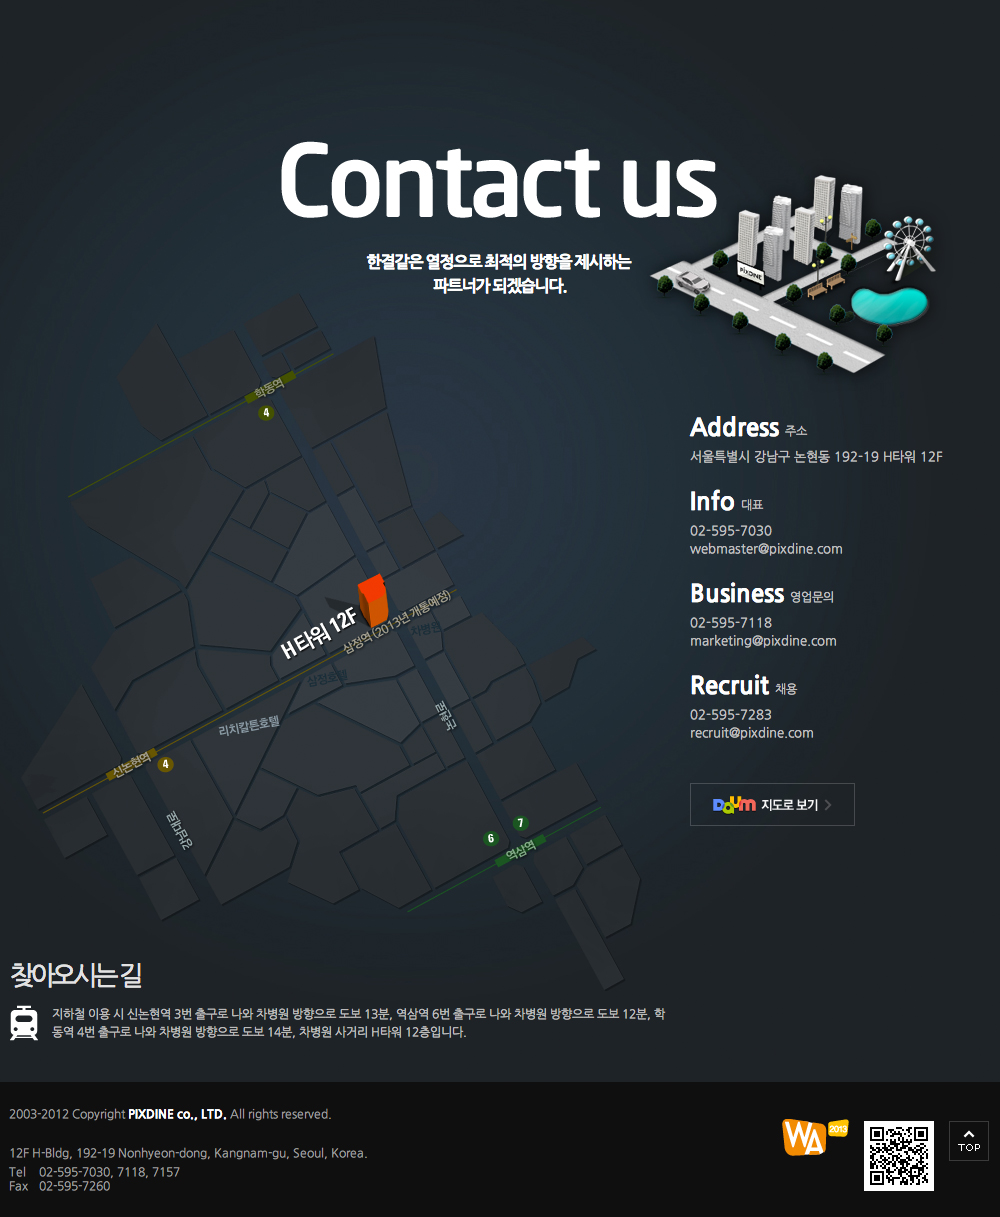 Contact us
한결같은 열정으로 최적의 방향을 제시하는
파트너가 되겠습니다.
PIXDINE
학동역
4
H타워 12F
삼정역 (2013년 개통예정)
차병원
삼정호텔
리치칼튼호텔
신논현역
4
7
6
역삼역
Address 주소
서울특별시 강남구 논현동 192-19 H타워 12F
Info 대표
02-595-7030
webmaster@pixdine.com
Business 영업문의
02-595-7118
marketing@pixdine.com
Recruit 채용
02-595-7283
recruit@pixdine.com
Daum 지도로 보기
찾아오시는 길
지하철 이용 시 신논현역 3번 출구로 나와 차병원 방향으로 도보 13분, 역삼역 6번 출구로 나와 차병원 방향으로 도보 12분, 학
동역 4번 출구로 나와 차병원 방향으로 도보 14분, 차병원 사거리 H타워 12층입니다.
2003-2012 Copyright PIXDINE co., LTD. All rights reserved.
12F H-Bldg, 192-19 Nonhyeon-dong, Kangnam-gu, Seoul, Korea.
Tel 02-595-7030, 7118, 7157
Fax 02-595-7260
WA 2013
TOP